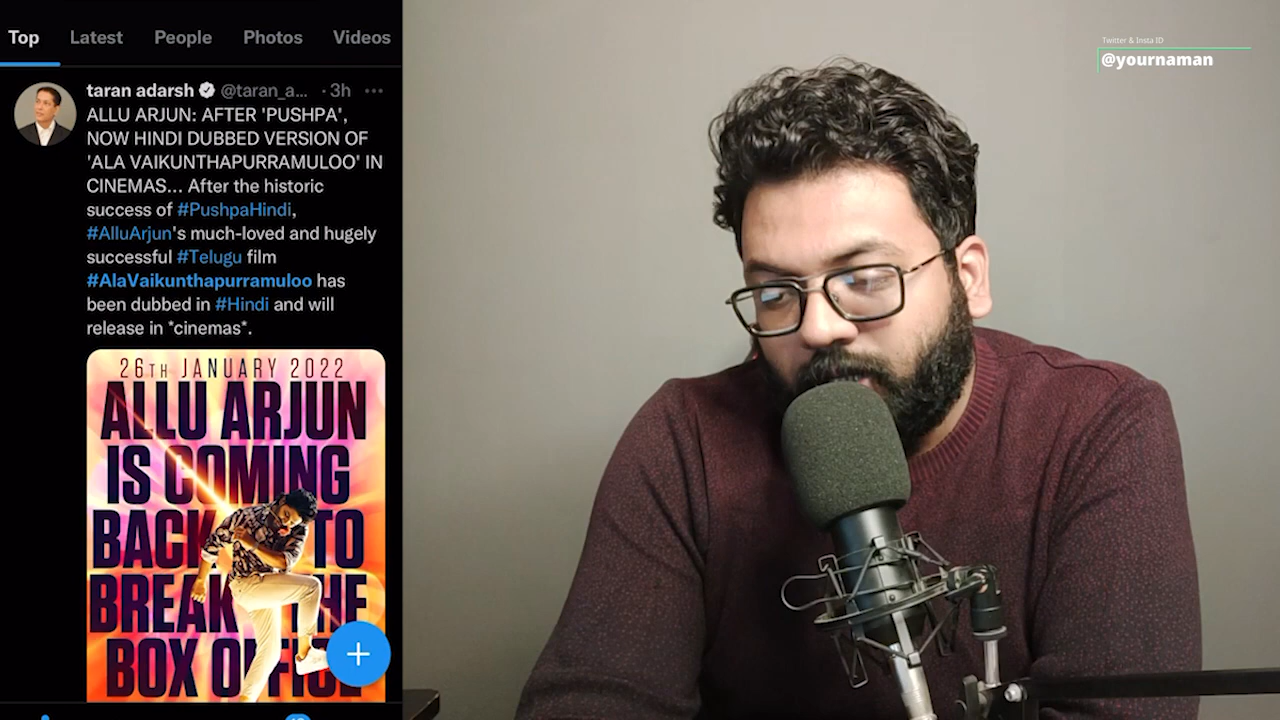 Top Latest People Photos Videos
taran adarsh @taran_a... · 3h
ALLU ARJUN: AFTER 'PUSHPA',
NOW HINDI DUBBED VERSION OF
'ALA VAIKUNTHAPURRAMULOO' IN
CINEMAS... After the historic
success of #PushpaHindi,
#AlluArjun's much-loved and hugely
successful #Telugu film
#AlaVaikunthapurramuloo has
been dubbed in #Hindi and will
release in *cinemas*.
26TH JANUARY 2022
ALLU ARJUN
IS COMING
BACK TO
BREAK THE
BOX OFFICE
Twitter & Insta ID
@yournaman